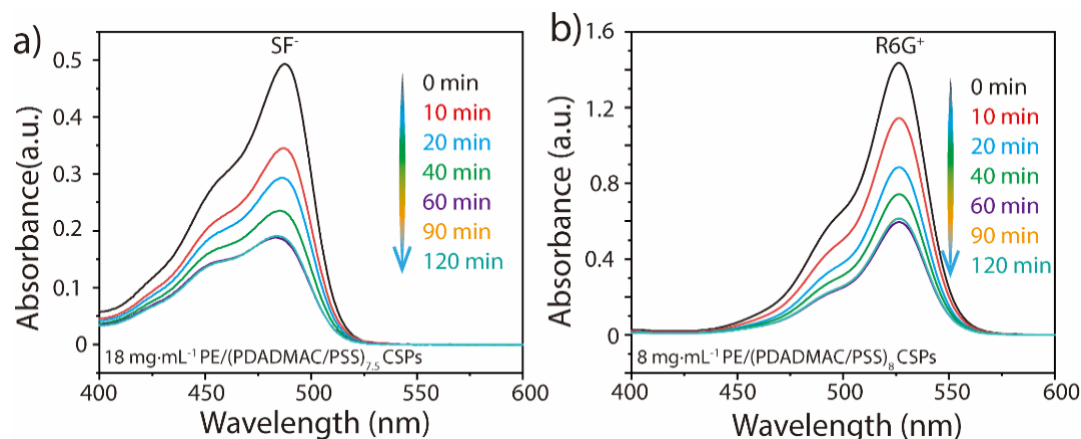 a)
SF⁻
0.5
0.4
0.3
0.2
0.1
0
Absorbance(a.u.)
0 min
10 min
20 min
40 min
60 min
90 min
120 min
18 mg·mL⁻¹ PE/(PDADMAC/PSS)₇.₅ CSPs
400
450
500
550
600
Wavelength (nm)
b)
R6G⁺
1.6
1.2
0.8
0.4
0
Absorbance (a.u.)
0 min
10 min
20 min
40 min
60 min
90 min
120 min
8 mg·mL⁻¹ PE/(PDADMAC/PSS)₈ CSPs
400
450
500
550
600
Wavelength (nm)